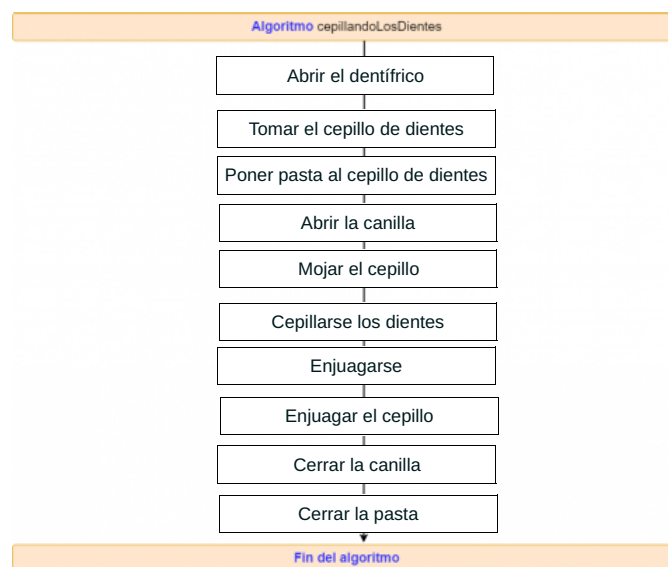 Algoritmo cepillandoLosDientes
Abrir el dentífrico
Tomar el cepillo de dientes
Poner pasta al cepillo de dientes
Abrir la canilla
Mojar el cepillo
Cepillarse los dientes
Enjuagarse
Enjuagar el cepillo
Cerrar la canilla
Cerrar la pasta
Fin del algoritmo